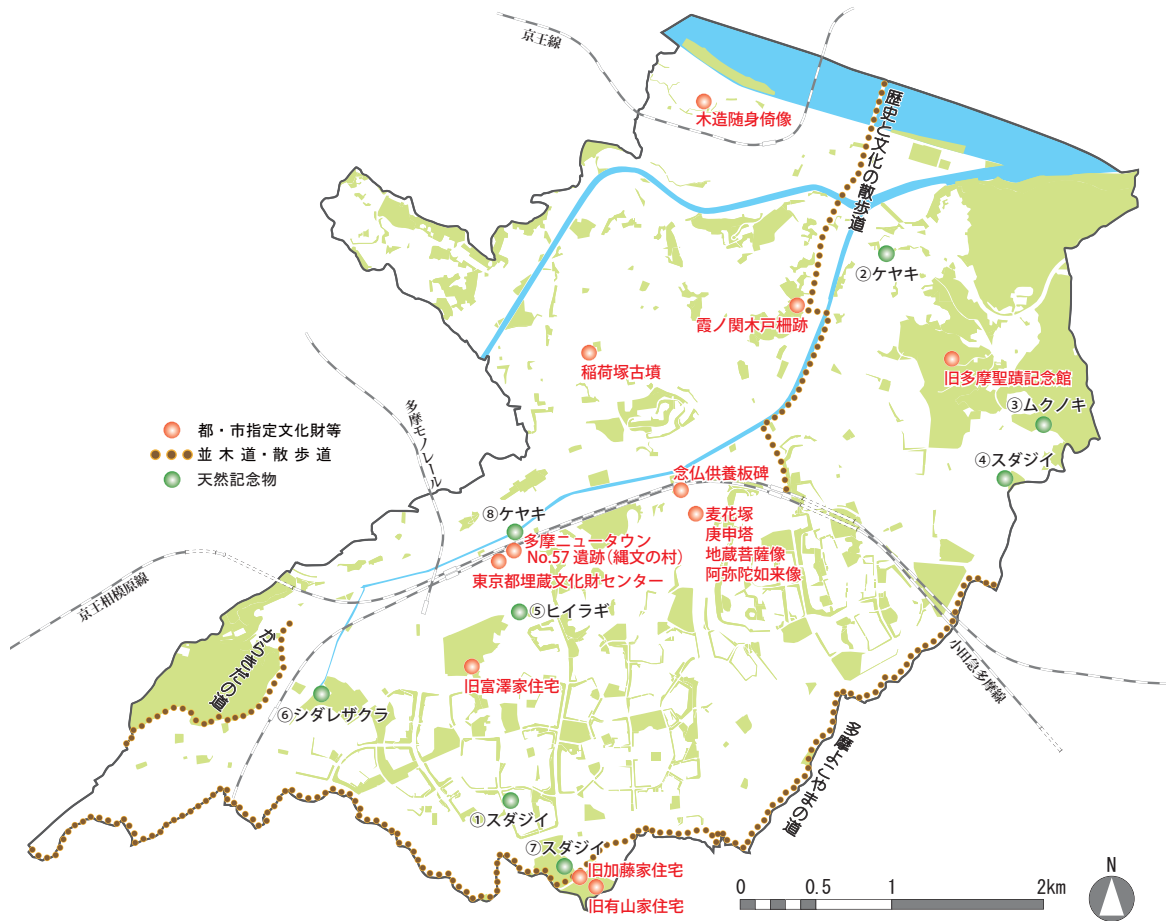 京王線
木造随身倚像
歴史と文化の散歩道
②ケヤキ
霞ノ関木戸柵跡
稲荷塚古墳
旧多摩聖蹟記念館
③ムクノキ
多摩モノレール
都・市指定文化財等
並木道・散歩道
天然記念物
④スダジイ
念仏供養板碑
⑧ケヤキ
麦花塚
庚申塔
地蔵菩薩像
阿弥陀如来像
多摩ニュータウン
No.57 遺跡（縄文の村）
東京都埋蔵文化財センター
京王相模原線
⑤ヒイラギ
からきだの道
旧富澤家住宅
小田急多摩線
⑥シダレザクラ
多摩よこやまの道
①スダジイ
⑦スダジイ
旧加藤家住宅
旧有山家住宅
0 0.5 1 2km
N